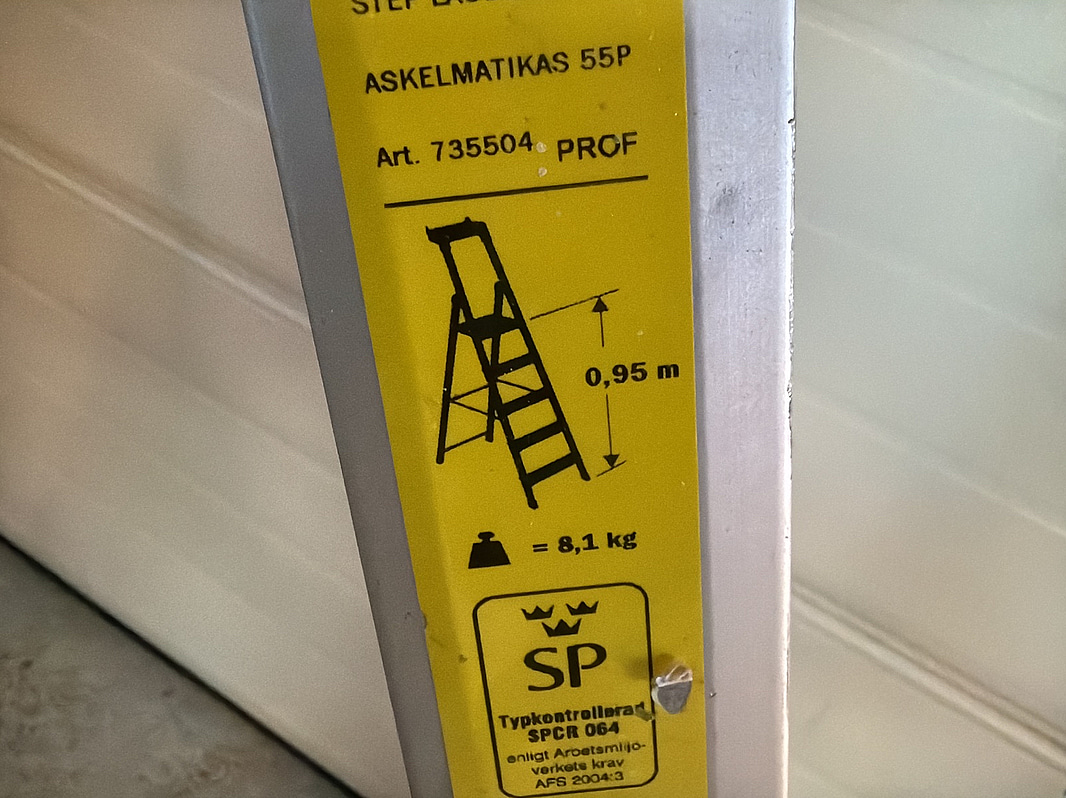 STEP
ASKELMATIKAS 55P
Art. 735504 PROF
0,95 m
= 8,1 kg
SP
Typkontrollerad
SPCR 064
enligt Arbetsmiljö-
verkets krav
AFS 2004:3